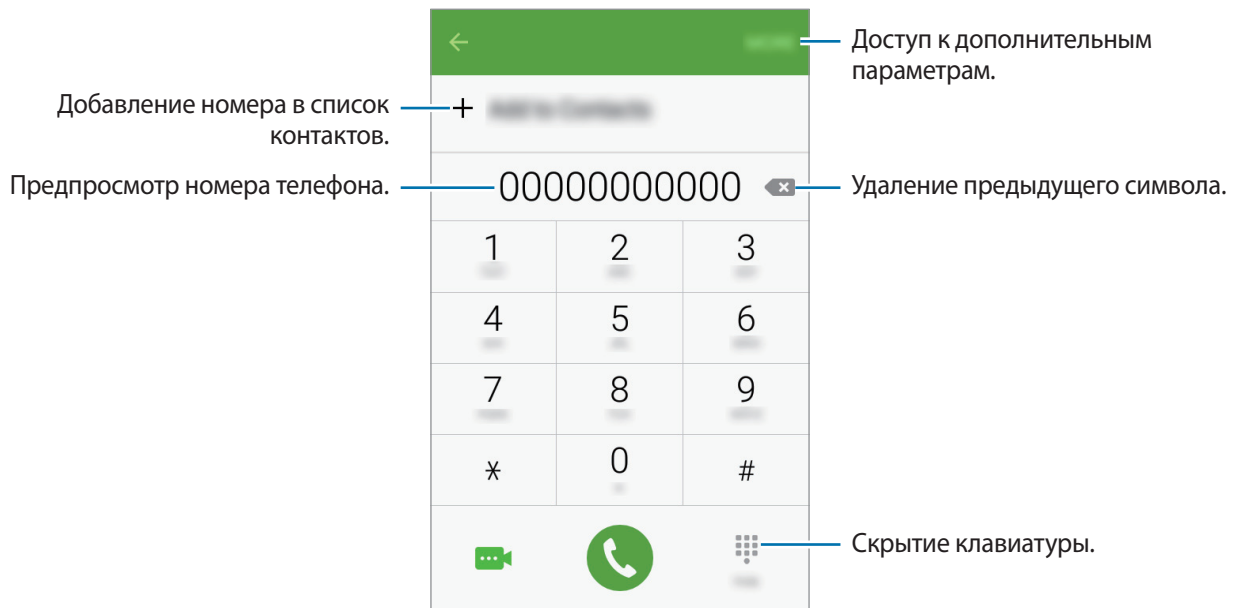 Доступ к дополнительным
параметрам.
Добавление номера в список
контактов.
Предпросмотр номера телефона.
00000000000
Удаление предыдущего символа.
1
2
3
4
5
6
7
8
9
*
0
#
Скрытие клавиатуры.